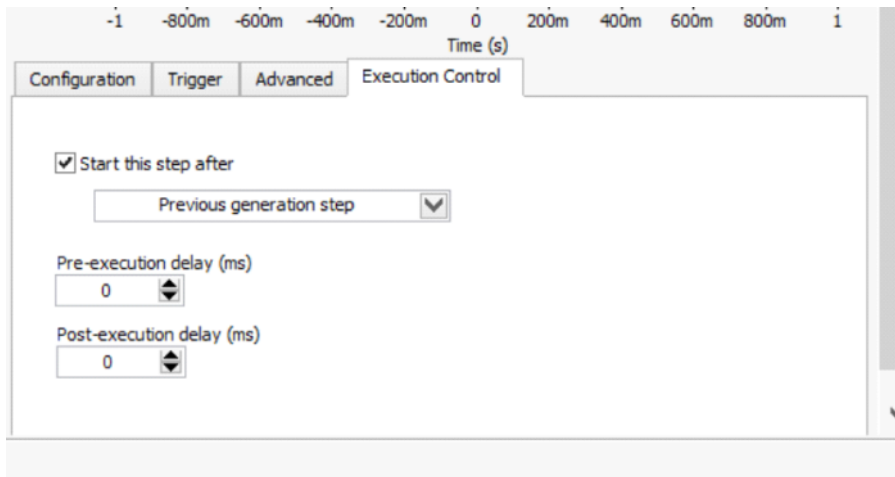 -1 -800m -600m -400m -200m 0 200m 400m 600m 800m 1
Time (s)
Configuration Trigger Advanced Execution Control
Start this step after
Previous generation step
Pre-execution delay (ms)
0
Post-execution delay (ms)
0